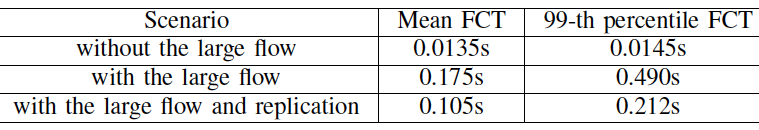 Scenario Mean FCT 99-th percentile FCT
without the large flow 0.0135s 0.0145s
with the large flow 0.175s 0.490s
with the large flow and replication 0.105s 0.212s